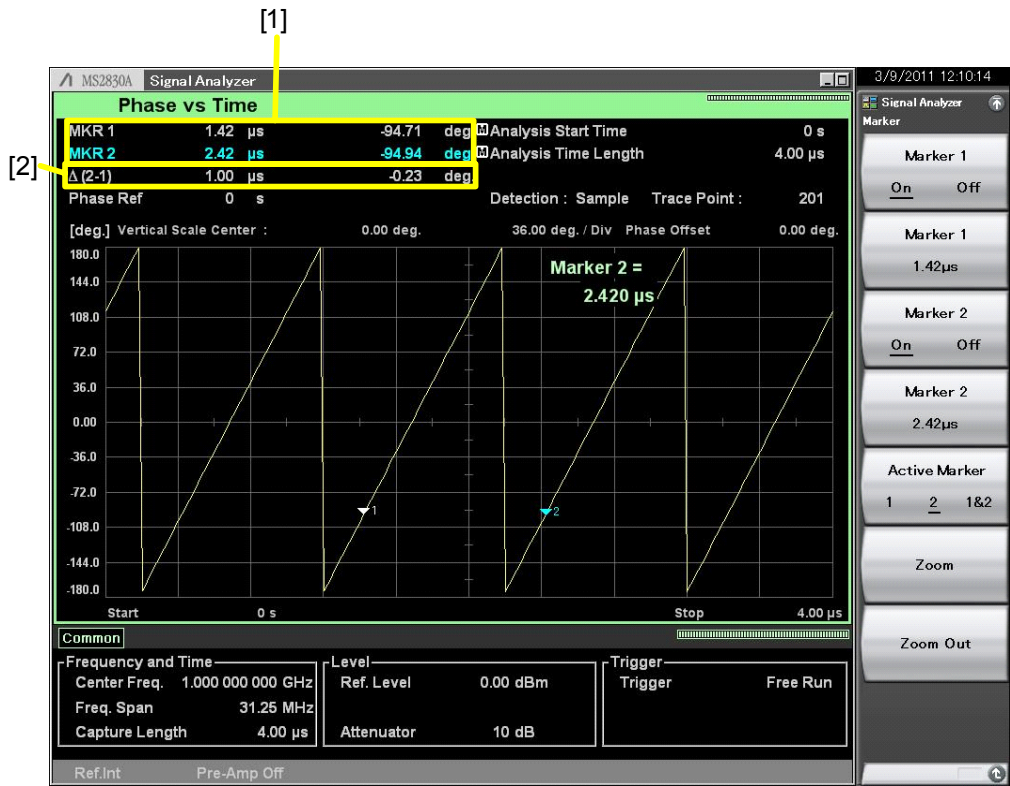 [1]
MS2830A Signal Analyzer
3/9/2011 12:10:14
Phase vs Time
MKR 1 1.42 µs -94.71 deg. M Analysis Start Time 0 s
MKR 2 2.42 µs -94.94 deg. M Analysis Time Length 4.00 µs
[2]
Δ (2-1) 1.00 µs -0.23 deg.
Phase Ref 0 s Detection : Sample Trace Point : 201
[deg.] Vertical Scale Center : 0.00 deg. 36.00 deg. / Div Phase Offset 0.00 deg.
180.0
144.0
108.0
72.0
36.0
0.00
-36.0
-72.0
-108.0
-144.0
-180.0
Marker 2 =
2.420 µs
1
2
Start 0 s Stop 4.00 µs
Common
Frequency and Time
Center Freq. 1.000 000 000 GHz
Freq. Span 31.25 MHz
Capture Length 4.00 µs
Level
Ref. Level 0.00 dBm
Attenuator 10 dB
Trigger
Trigger Free Run
Ref.Int Pre-Amp Off
Signal Analyzer
Marker
Marker 1
On Off
Marker 1
1.42µs
Marker 2
On Off
Marker 2
2.42µs
Active Marker
1 2 1&2
Zoom
Zoom Out